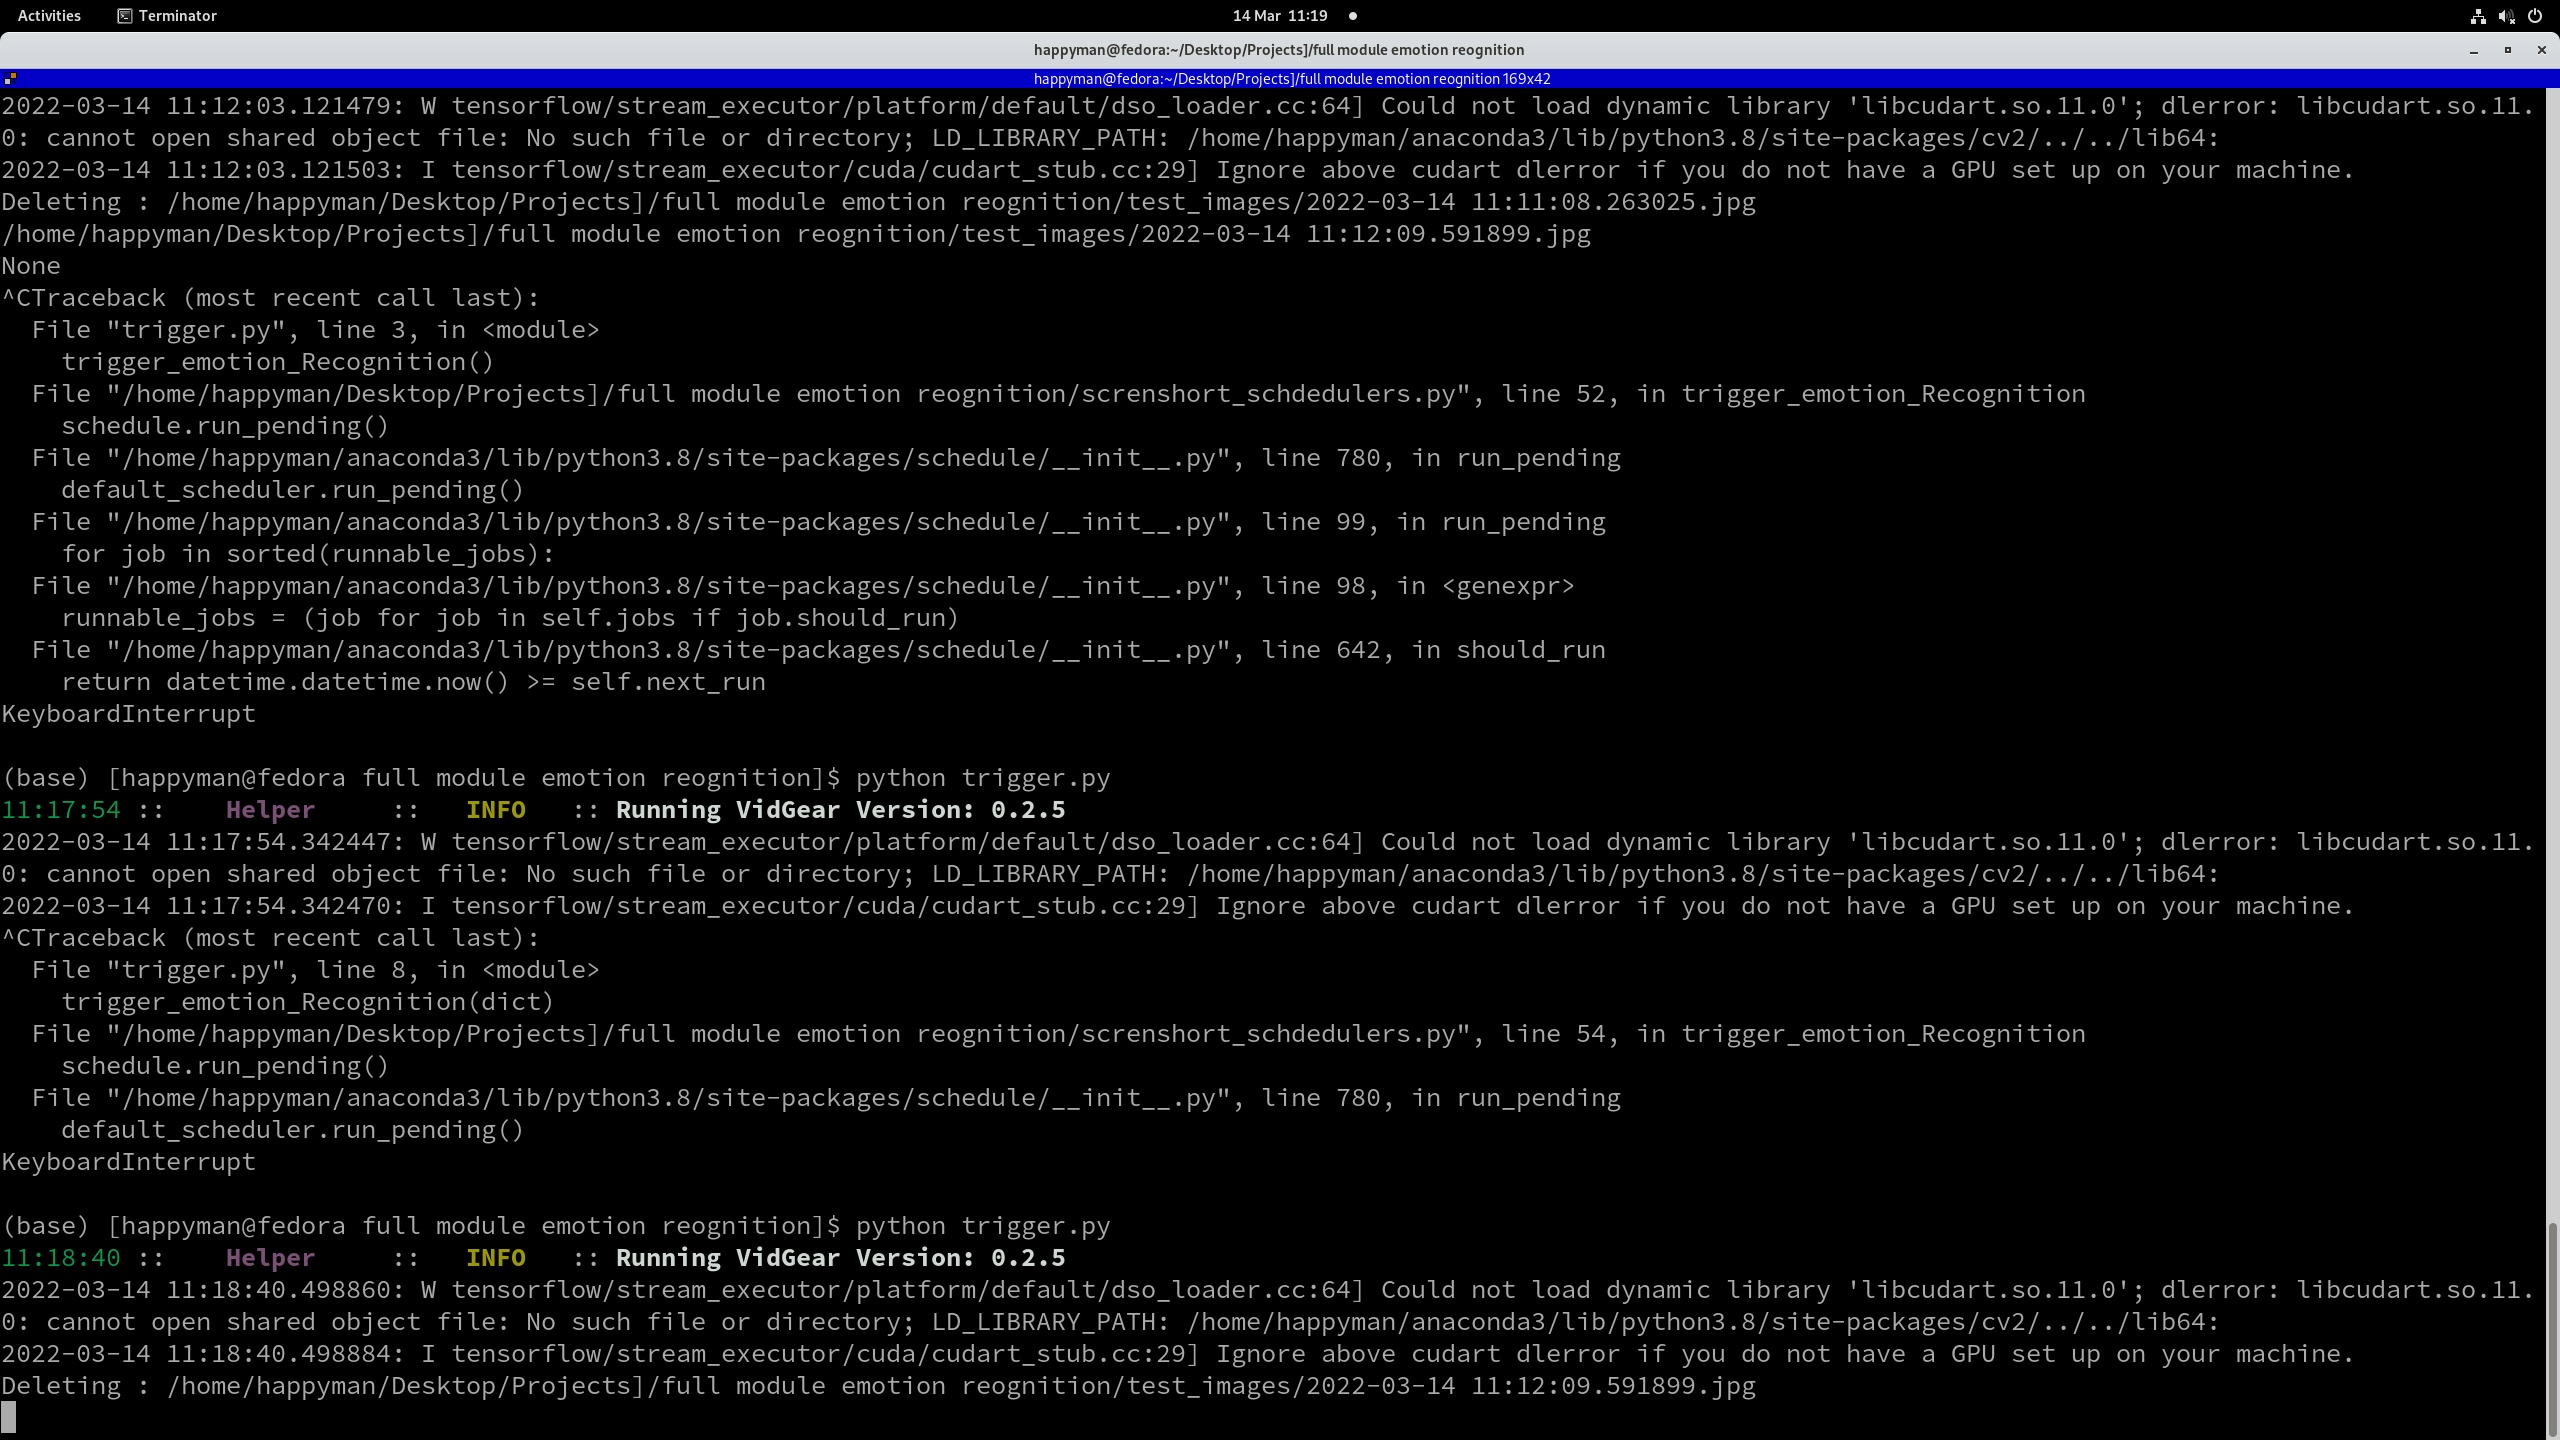 Activities Terminator 14 Mar 11:19
happyman@fedora:~/Desktop/Projects]/full module emotion reognition
happyman@fedora:~/Desktop/Projects]/full module emotion reognition 169x42
2022-03-14 11:12:03.121479: W tensorflow/stream_executor/platform/default/dso_loader.cc:64] Could not load dynamic library 'libcudart.so.11.0'; dlerror: libcudart.so.11.
0: cannot open shared object file: No such file or directory; LD_LIBRARY_PATH: /home/happyman/anaconda3/lib/python3.8/site-packages/cv2/../../lib64:
2022-03-14 11:12:03.121503: I tensorflow/stream_executor/cuda/cudart_stub.cc:29] Ignore above cudart dlerror if you do not have a GPU set up on your machine.
Deleting : /home/happyman/Desktop/Projects]/full module emotion reognition/test_images/2022-03-14 11:11:08.263025.jpg
/home/happyman/Desktop/Projects]/full module emotion reognition/test_images/2022-03-14 11:12:09.591899.jpg
None
^CTraceback (most recent call last):
  File "trigger.py", line 3, in <module>
    trigger_emotion_Recognition()
  File "/home/happyman/Desktop/Projects]/full module emotion reognition/screnshort_schdedulers.py", line 52, in trigger_emotion_Recognition
    schedule.run_pending()
  File "/home/happyman/anaconda3/lib/python3.8/site-packages/schedule/__init__.py", line 780, in run_pending
    default_scheduler.run_pending()
  File "/home/happyman/anaconda3/lib/python3.8/site-packages/schedule/__init__.py", line 99, in run_pending
    for job in sorted(runnable_jobs):
  File "/home/happyman/anaconda3/lib/python3.8/site-packages/schedule/__init__.py", line 98, in <genexpr>
    runnable_jobs = (job for job in self.jobs if job.should_run)
  File "/home/happyman/anaconda3/lib/python3.8/site-packages/schedule/__init__.py", line 642, in should_run
    return datetime.datetime.now() >= self.next_run
KeyboardInterrupt
(base) [happyman@fedora full module emotion reognition]$ python trigger.py
11:17:54 ::    Helper     ::   INFO   :: Running VidGear Version: 0.2.5
2022-03-14 11:17:54.342447: W tensorflow/stream_executor/platform/default/dso_loader.cc:64] Could not load dynamic library 'libcudart.so.11.0'; dlerror: libcudart.so.11.
0: cannot open shared object file: No such file or directory; LD_LIBRARY_PATH: /home/happyman/anaconda3/lib/python3.8/site-packages/cv2/../../lib64:
2022-03-14 11:17:54.342470: I tensorflow/stream_executor/cuda/cudart_stub.cc:29] Ignore above cudart dlerror if you do not have a GPU set up on your machine.
^CTraceback (most recent call last):
  File "trigger.py", line 8, in <module>
    trigger_emotion_Recognition(dict)
  File "/home/happyman/Desktop/Projects]/full module emotion reognition/screnshort_schdedulers.py", line 54, in trigger_emotion_Recognition
    schedule.run_pending()
  File "/home/happyman/anaconda3/lib/python3.8/site-packages/schedule/__init__.py", line 780, in run_pending
    default_scheduler.run_pending()
KeyboardInterrupt
(base) [happyman@fedora full module emotion reognition]$ python trigger.py
11:18:40 ::    Helper     ::   INFO   :: Running VidGear Version: 0.2.5
2022-03-14 11:18:40.498860: W tensorflow/stream_executor/platform/default/dso_loader.cc:64] Could not load dynamic library 'libcudart.so.11.0'; dlerror: libcudart.so.11.
0: cannot open shared object file: No such file or directory; LD_LIBRARY_PATH: /home/happyman/anaconda3/lib/python3.8/site-packages/cv2/../../lib64:
2022-03-14 11:18:40.498884: I tensorflow/stream_executor/cuda/cudart_stub.cc:29] Ignore above cudart dlerror if you do not have a GPU set up on your machine.
Deleting : /home/happyman/Desktop/Projects]/full module emotion reognition/test_images/2022-03-14 11:12:09.591899.jpg